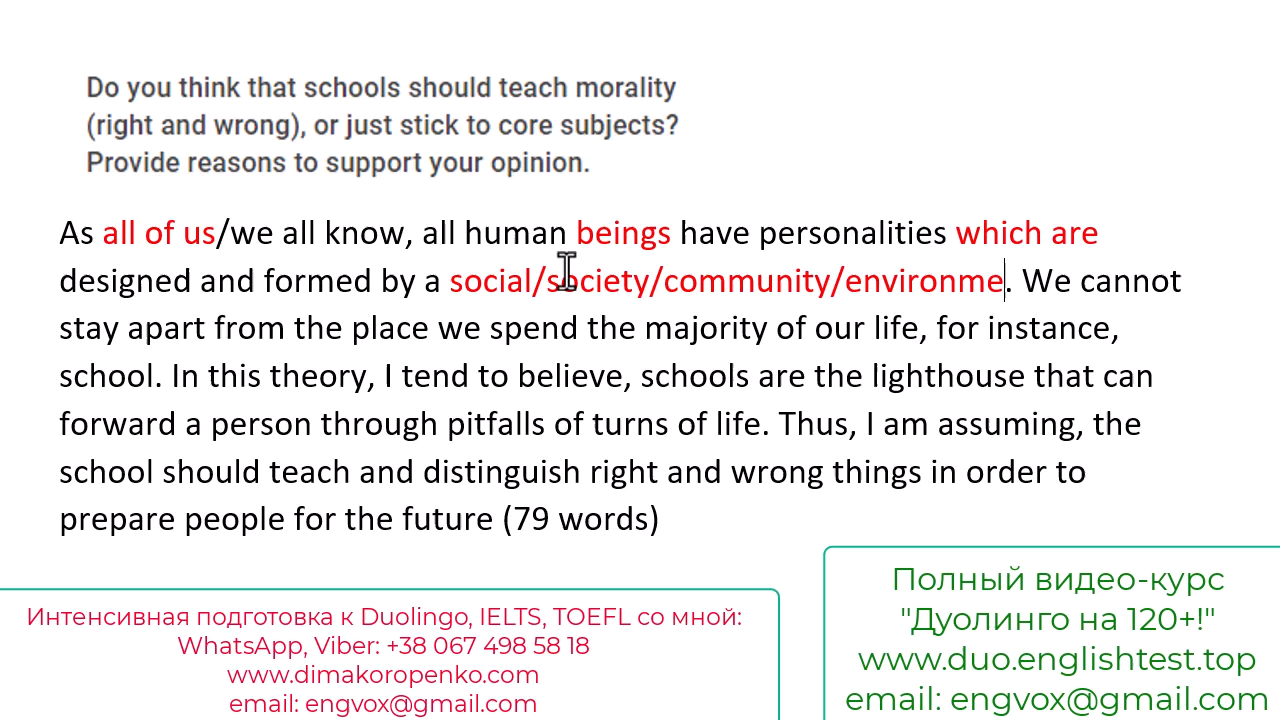 Do you think that schools should teach morality
(right and wrong), or just stick to core subjects?
Provide reasons to support your opinion.
As all of us/we all know, all human beings have personalities which are
designed and formed by a social/society/community/environme. We cannot
stay apart from the place we spend the majority of our life, for instance,
school. In this theory, I tend to believe, schools are the lighthouse that can
forward a person through pitfalls of turns of life. Thus, I am assuming, the
school should teach and distinguish right and wrong things in order to
prepare people for the future (79 words)
Интенсивная подготовка к Duolingo, IELTS, TOEFL со мной:
WhatsApp, Viber: +38 067 498 58 18
www.dimakoropenko.com
email: engvox@gmail.com
Полный видео-курс
"Дуолинго на 120+!"
www.duo.englishtest.top
email: engvox@gmail.com